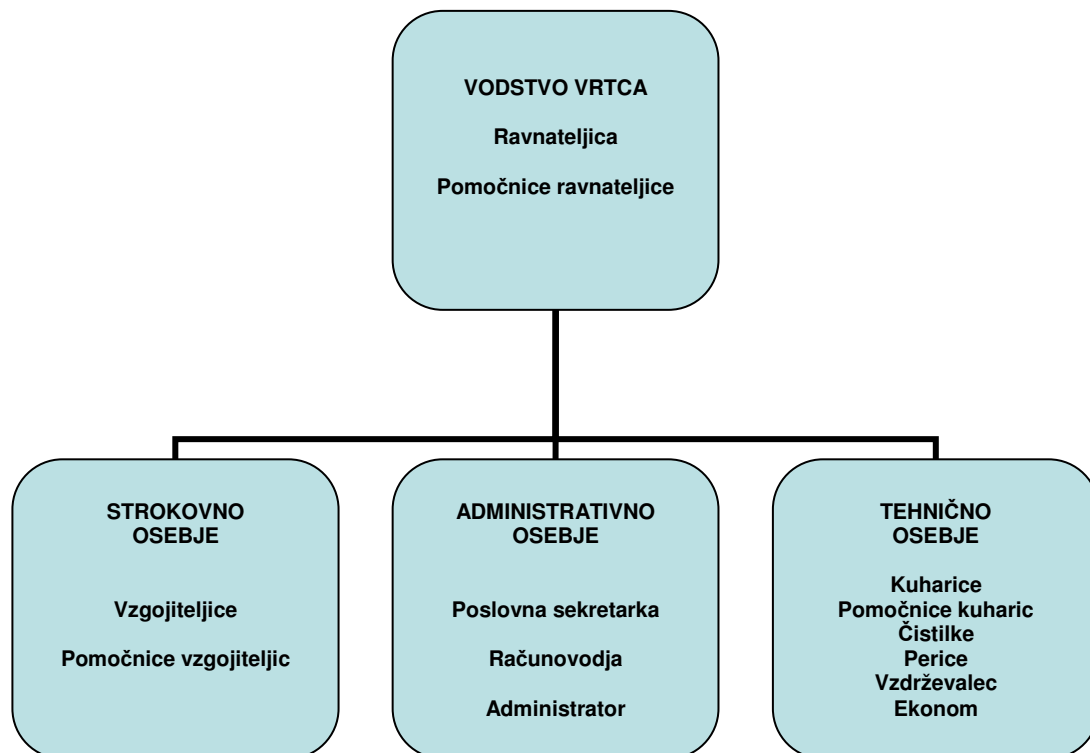 VODSTVO VRTCA
Ravnateljica
Pomočnice ravnateljice
STROKOVNO
OSEBJE
Vzgojiteljice
Pomočnice vzgojiteljic
ADMINISTRATIVNO
OSEBJE
Poslovna sekretarka
Računovodja
Administrator
TEHNIČNO
OSEBJE
Kuharice
Pomočnice kuharic
Čistilke
Perice
Vzdrževalec
Ekonom